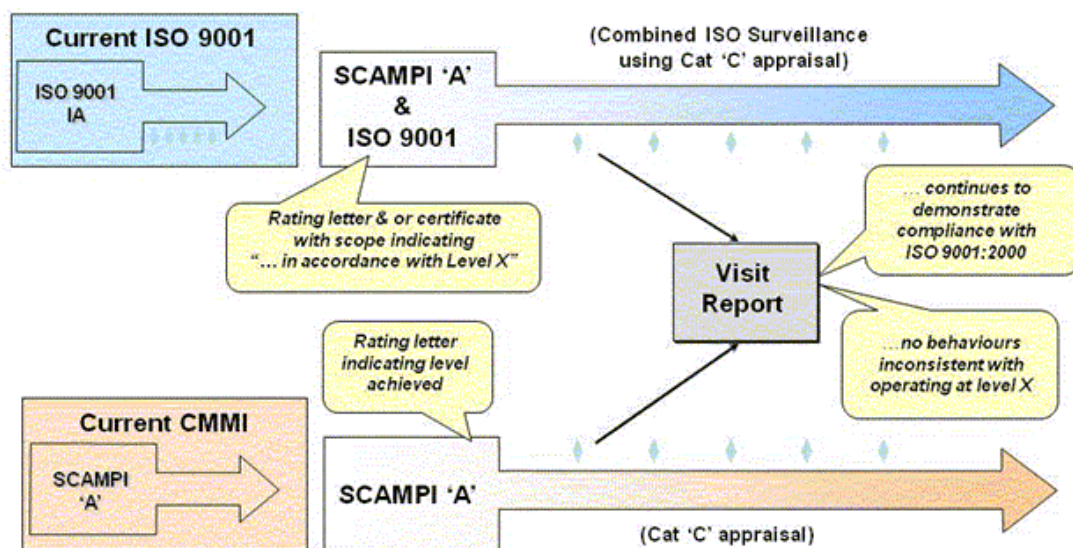 Current ISO 9001
ISO 9001
IA
SCAMPI ‘A’
&
ISO 9001
(Combined ISO Surveillance
using Cat ‘C’ appraisal)
Rating letter & or certificate
with scope indicating
“... in accordance with Level X”
... continues to
demonstrate
compliance with
ISO 9001:2000
Visit
Report
Rating letter
indicating level
achieved
...no behaviours
inconsistent with
operating at level X
Current CMMI
SCAMPI
‘A’
SCAMPI ‘A’
(Cat ‘C’ appraisal)